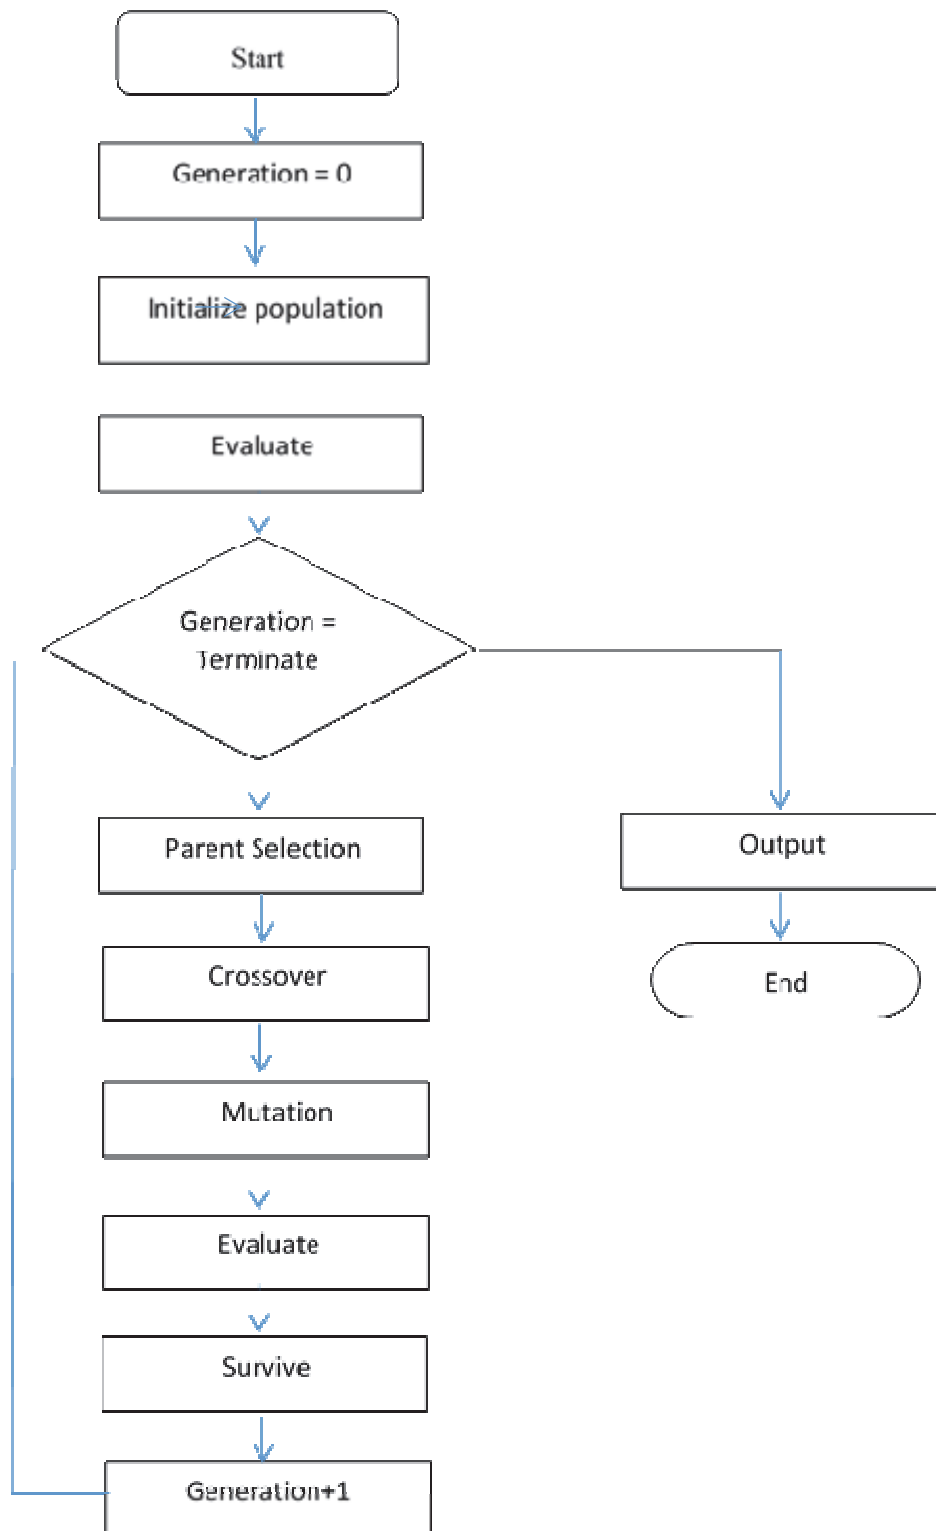 Start
Generation = 0
Initialize population
Evaluate
Generation =
Terminate
Parent Selection
Output
Crossover
End
Mutation
Evaluate
Survive
Generation+1